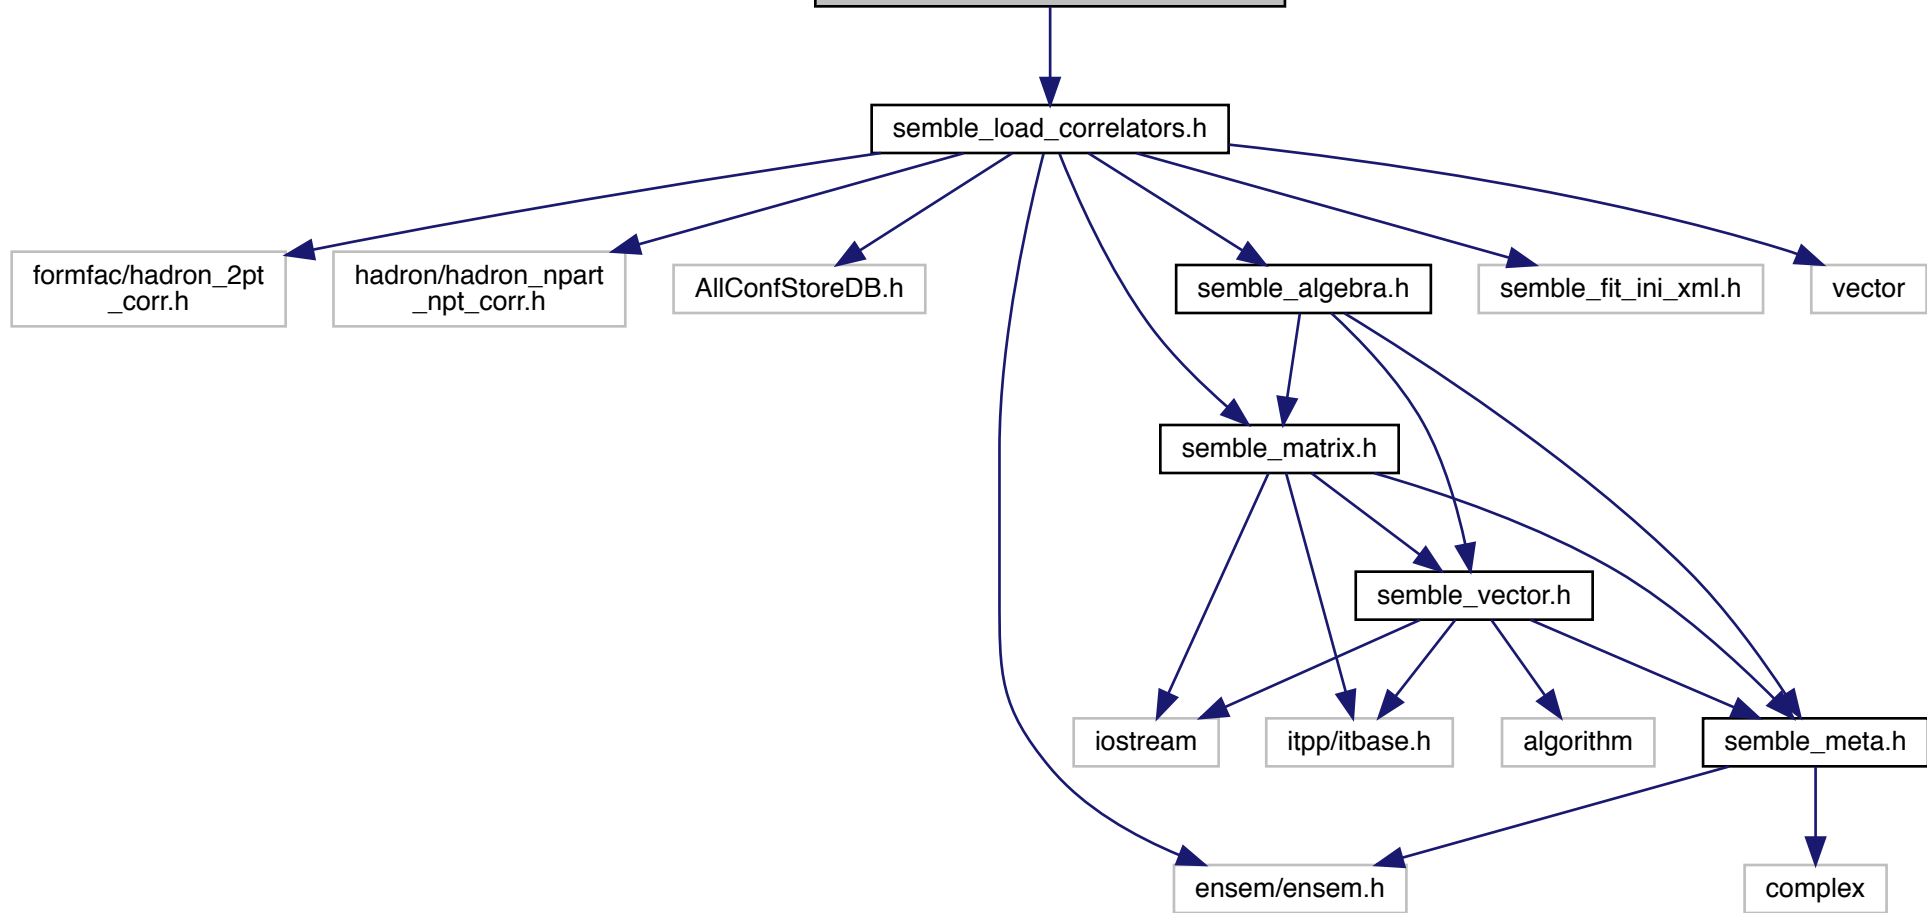 semble_load_correlators.h
formfac/hadron_2pt
_corr.h
hadron/hadron_npart
_npt_corr.h
AllConfStoreDB.h
semble_algebra.h
semble_fit_ini_xml.h
vector
semble_matrix.h
semble_vector.h
iostream
itpp/itbase.h
algorithm
semble_meta.h
ensem/ensem.h
complex